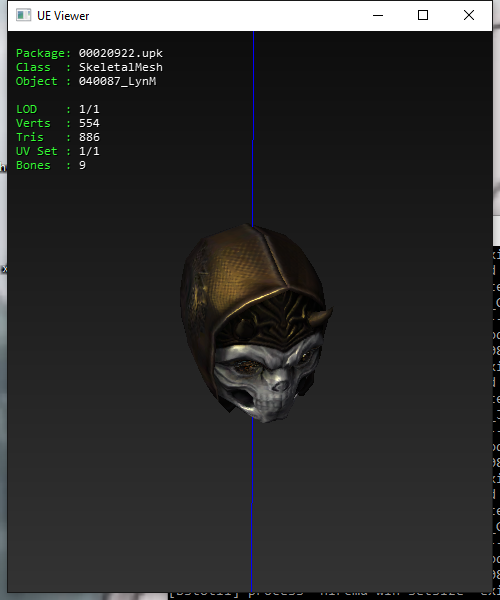 UE Viewer
Package: 00020922.upk
Class : SkeletalMesh
Object : 040087_LynM
LOD : 1/1
Verts : 554
Tris : 886
UV Set : 1/1
Bones : 9